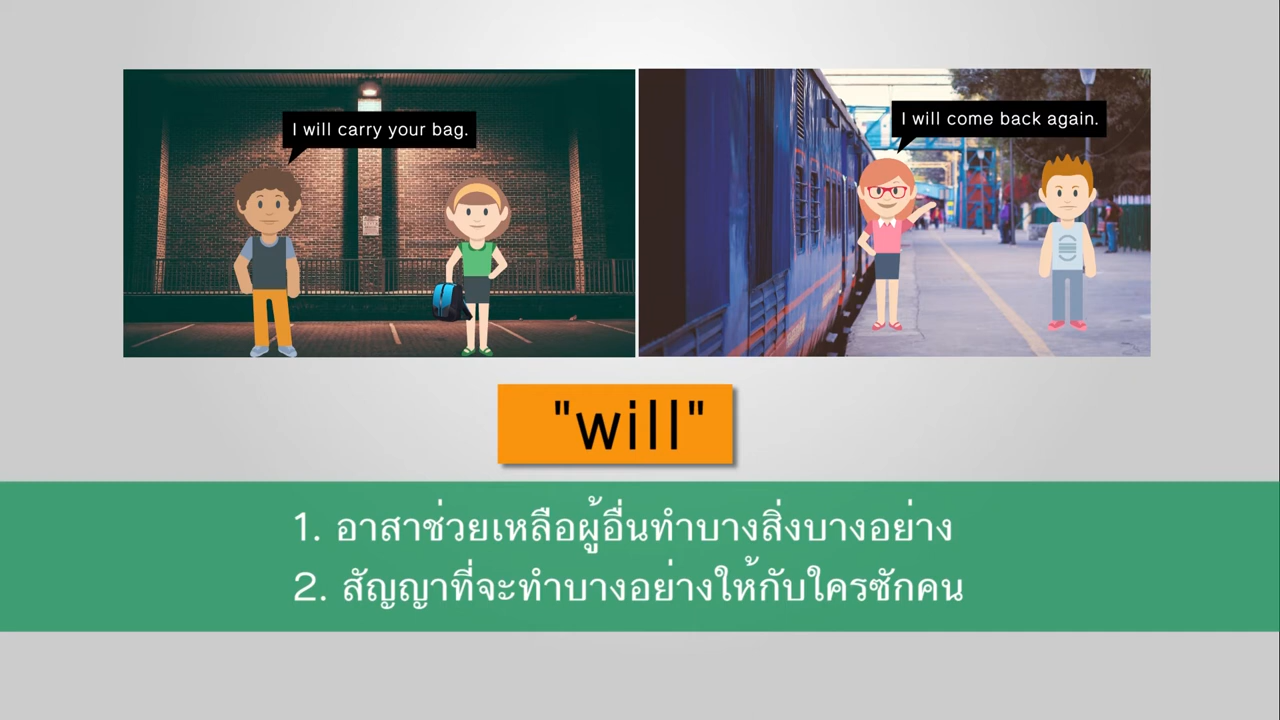 I will carry your bag.
I will come back again.
"will"
1. อาสาช่วยเหลือผู้อื่นทำบางสิ่งบางอย่าง
2. สัญญาที่จะทำบางอย่างให้กับใครซักคน